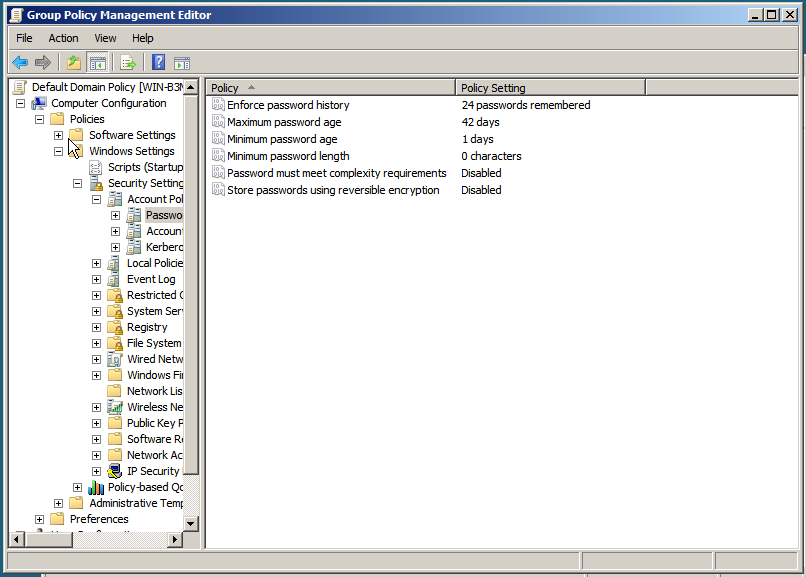 Group Policy Management Editor
File Action View Help
Default Domain Policy [WIN-B3
Computer Configuration
Policies
Software Settings
Windows Settings
Scripts (Startup
Security Setting
Account Pol
Passwo
Accoun
Kerbero
Local Policie
Event Log
Restricted
System Ser
Registry
File System
Wired Netw
Windows Fi
Network Lis
Wireless Ne
Public Key P
Software Re
Network Ac
IP Security
Policy-based Qo
Administrative Temp
Preferences
Policy Policy Setting
Enforce password history 24 passwords remembered
Maximum password age 42 days
Minimum password age 1 days
Minimum password length 0 characters
Password must meet complexity requirements Disabled
Store passwords using reversible encryption Disabled